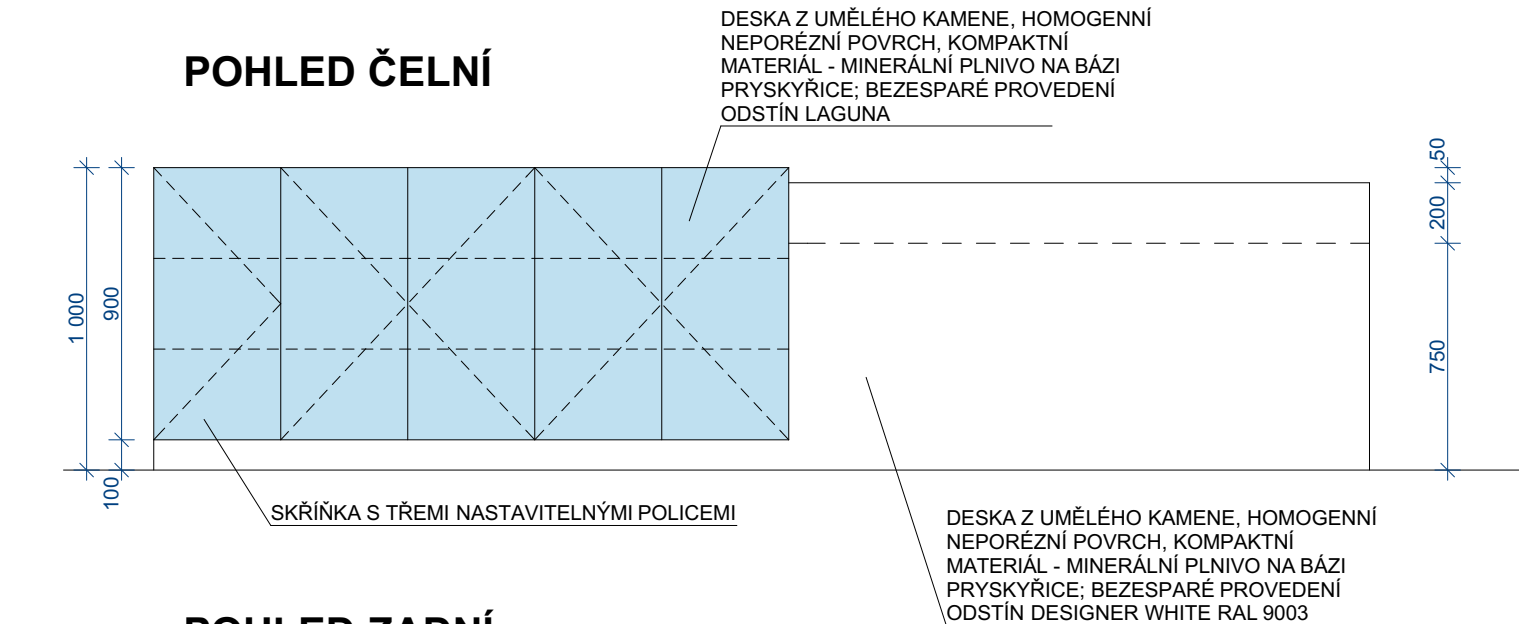 POHLED ČELNÍ
DESKA Z UMĚLÉHO KAMENE, HOMOGENNÍ
NEPORÉZNÍ POVRCH, KOMPAKTNÍ
MATERIÁL - MINERÁLNÍ PLNIVO NA BÁZI
PRYSKYŘICE; BEZESPARÉ PROVEDENÍ
ODSTÍN LAGUNA
1 000
900
100
50
200
750
SKŘÍŇKA S TŘEMI NASTAVITELNÝMI POLICEMI
DESKA Z UMĚLÉHO KAMENE, HOMOGENNÍ
NEPORÉZNÍ POVRCH, KOMPAKTNÍ
MATERIÁL - MINERÁLNÍ PLNIVO NA BÁZI
PRYSKYŘICE; BEZESPARÉ PROVEDENÍ
ODSTÍN DESIGNER WHITE RAL 9003
POHLED ZADNÍ